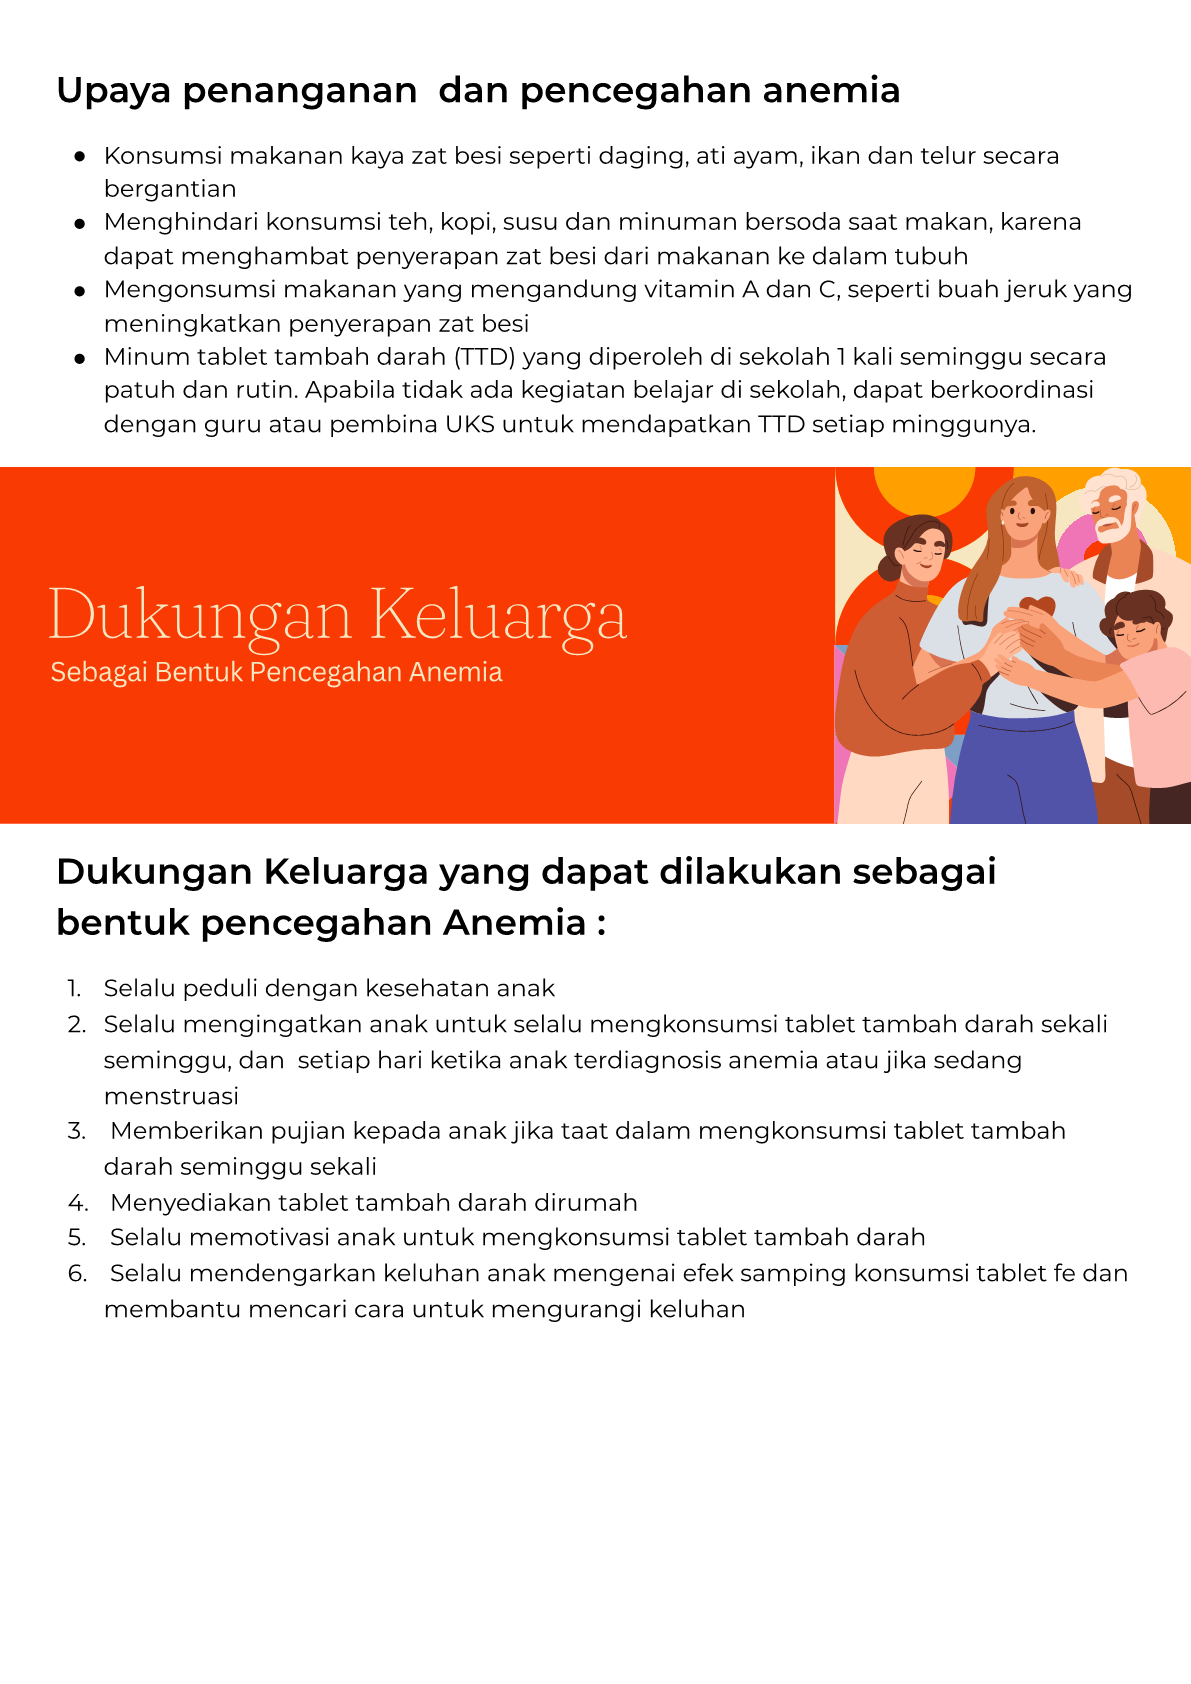 Upaya penanganan  dan pencegahan anemia
● Konsumsi makanan kaya zat besi seperti daging, ati ayam, ikan dan telur secara
bergantian
● Menghindari konsumsi teh, kopi, susu dan minuman bersoda saat makan, karena
dapat menghambat penyerapan zat besi dari makanan ke dalam tubuh
● Mengonsumsi makanan yang mengandung vitamin A dan C, seperti buah jeruk yang
meningkatkan penyerapan zat besi
● Minum tablet tambah darah (TTD) yang diperoleh di sekolah 1 kali seminggu secara
patuh dan rutin. Apabila tidak ada kegiatan belajar di sekolah, dapat berkoordinasi
dengan guru atau pembina UKS untuk mendapatkan TTD setiap minggunya.
Dukungan Keluarga
Sebagai Bentuk Pencegahan Anemia
Dukungan Keluarga yang dapat dilakukan sebagai
bentuk pencegahan Anemia :
1. Selalu peduli dengan kesehatan anak
2. Selalu mengingatkan anak untuk selalu mengkonsumsi tablet tambah darah sekali
seminggu, dan  setiap hari ketika anak terdiagnosis anemia atau jika sedang
menstruasi
3. Memberikan pujian kepada anak jika taat dalam mengkonsumsi tablet tambah
darah seminggu sekali
4. Menyediakan tablet tambah darah dirumah
5. Selalu memotivasi anak untuk mengkonsumsi tablet tambah darah
6. Selalu mendengarkan keluhan anak mengenai efek samping konsumsi tablet fe dan
membantu mencari cara untuk mengurangi keluhan